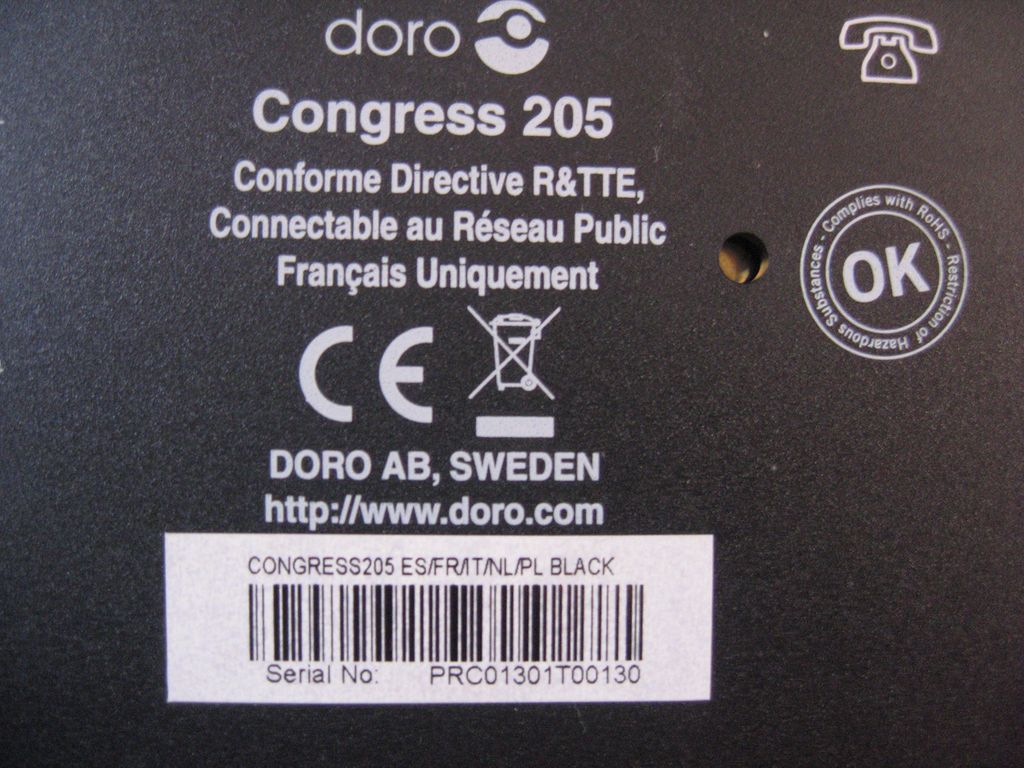 doro
Congress 205
Conforme Directive R&TTE,
Connectable au Réseau Public
Français Uniquement
CE
DORO AB, SWEDEN
http://www.doro.com
CONGRESS205 ES/FR/IT/NL/PL BLACK
Serial No: PRC01301T00130
Complies with RoHS - Restriction of Hazardous Substances -
OK